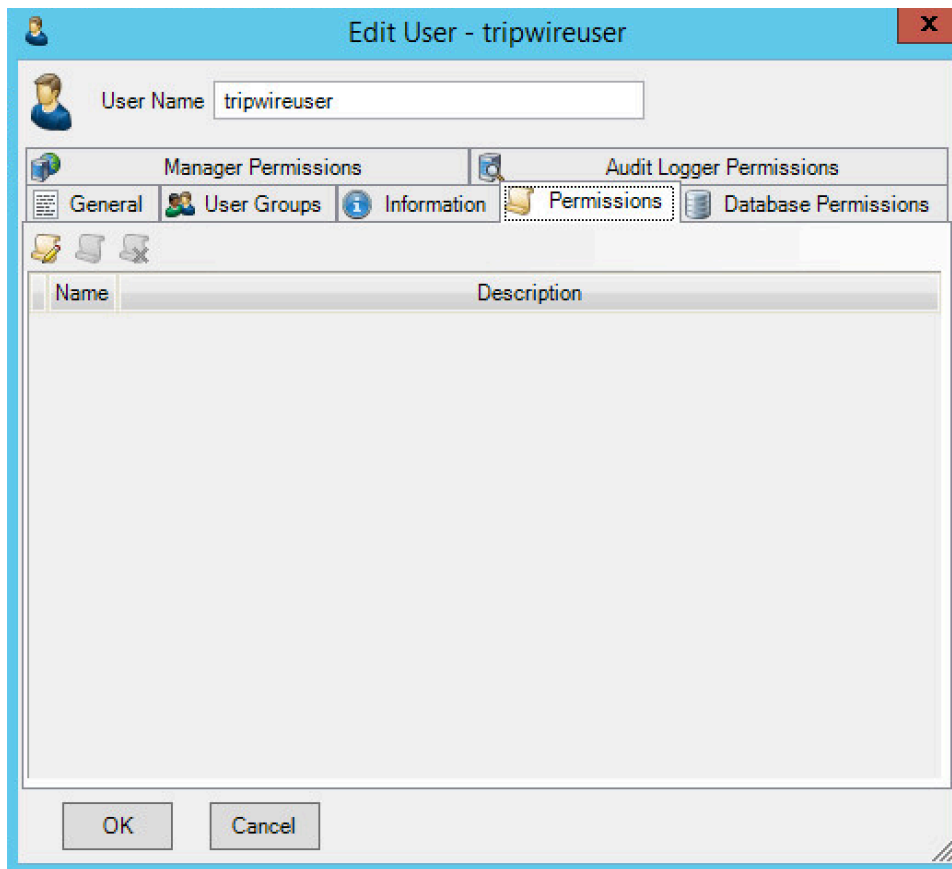 Edit User - tripwireuser
x
User Name tripwireuser
Manager Permissions Audit Logger Permissions
General User Groups Information Permissions Database Permissions
Name Description
OK Cancel